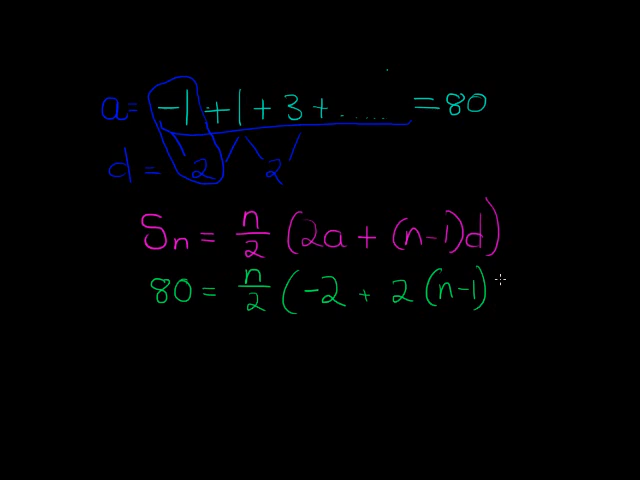 a= -1 + 1 + 3 + ...... = 80
d = 2 2
Sn = n/2 (2a + (n-1)d)
80 = n/2 (-2 + 2 (n-1)